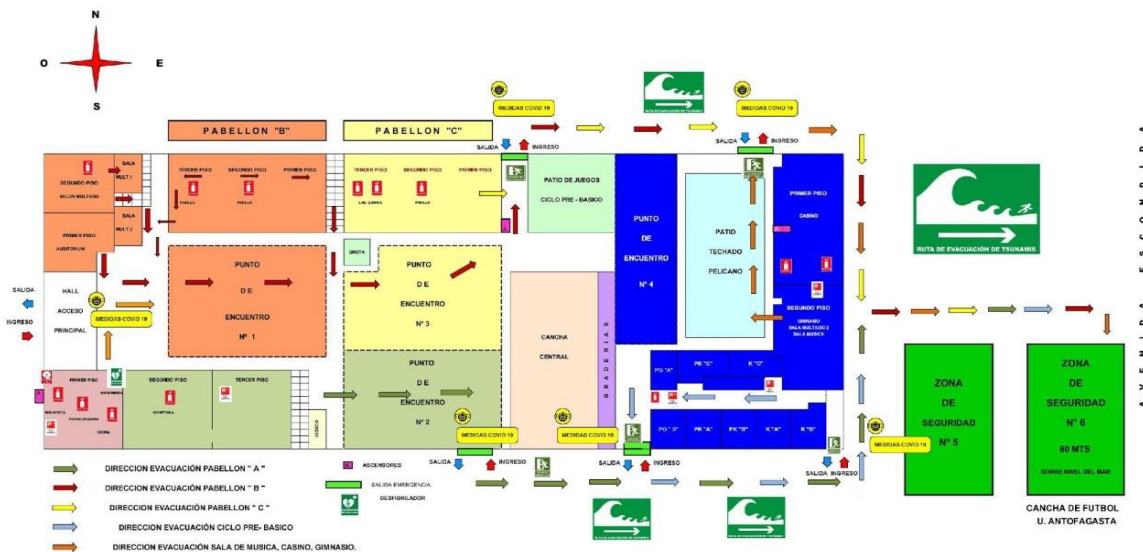 N
O E
S
PABELLON "B"
PABELLON "C"
MEDIDAS COVID 19
SALIDA INGRESO
MEDIDAS COVID 19
SALIDA INGRESO
SEGUNDO PISO
SALON MULTIUSO
SALA
MULT.1
SALA
MULT.2
PRIMER PISO
AUDITORIUM
TERCER PISO
SEGUNDO PISO
PRIMER PISO
TERCER PISO
SEGUNDO PISO
PRIMER PISO
PATIO DE JUEGOS
CICLO PRE - BASICO
PUNTO
DE
ENCUENTRO
N° 4
PATIO
TECHADO
PELICANO
PRIMER PISO
CASINO
SEGUNDO PISO
GIMNASIO
SALA MULTIUSO 2
SALA MUSICA
RUTA DE EVACUACIÓN DE TSUNAMIS
AVENIDA ESCONDIDA
SALIDA
INGRESO
HALL
ACCESO
PRINCIPAL
MEDIDAS COVID 19
PUNTO
DE
ENCUENTRO
N° 1
GRUTA
PUNTO
DE
ENCUENTRO
N° 3
CANCHA
CENTRAL
GRADERIAS
PRIMER PISO
SEGUNDO PISO
TERCER PISO
KIOSCO
PUNTO
DE
ENCUENTRO
N° 2
PG "A"
PK "C"
K "C"
PG "B"
PK "A"
PK "B"
K "A"
K "B"
MEDIDAS COVID 19
MEDIDAS COVID 19
MEDIDAS COVID 19
SALIDA INGRESO
SALIDA INGRESO
SALIDA
ZONA
DE
SEGURIDAD
N° 5
ZONA
DE
SEGURIDAD
N° 6
60 MTS
SOBRE NIVEL DEL MAR
CANCHA DE FUTBOL
U. ANTOFAGASTA
DIRECCION EVACUACIÓN PABELLON " A "
DIRECCION EVACUACIÓN PABELLON " B "
DIRECCION EVACUACIÓN PABELLON " C "
DIRECCION EVACUACIÓN CICLO PRE- BASICO
DIRECCION EVACUACIÓN SALA DE MUSICA, CASINO, GIMNASIO.
ASCENSORES
SALIDA EMERGENCIA
DESFIBRILADOR